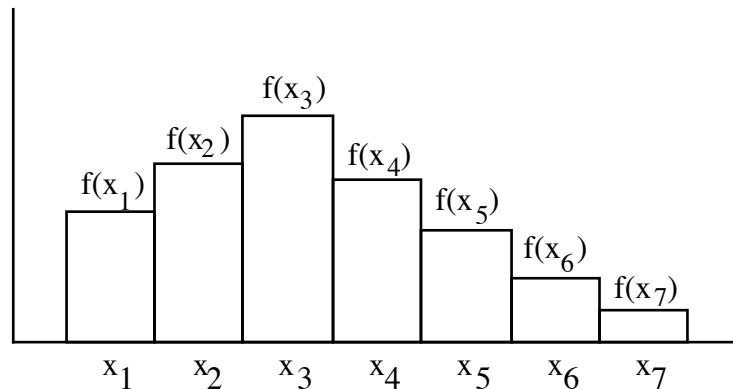 f(x₃)
f(x₂)
f(x₄)
f(x₁)
f(x₅)
f(x₆)
f(x₇)
x₁ x₂ x₃ x₄ x₅ x₆ x₇